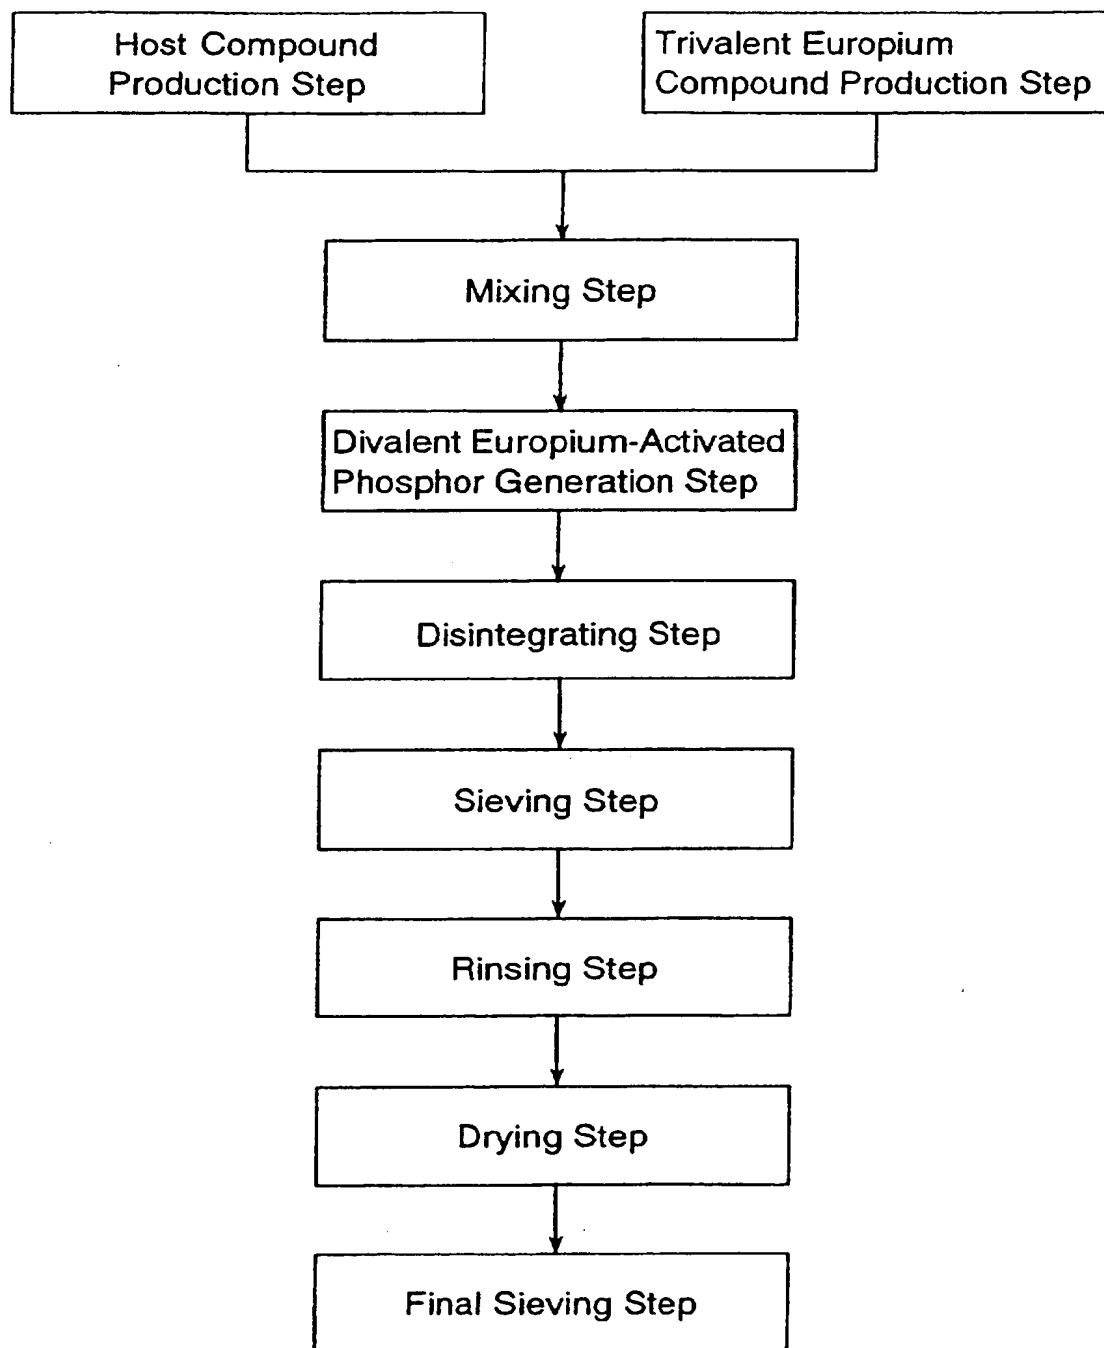 Host Compound
Production Step
Trivalent Europium
Compound Production Step
Mixing Step
Divalent Europium-Activated
Phosphor Generation Step
Disintegrating Step
Sieving Step
Rinsing Step
Drying Step
Final Sieving Step